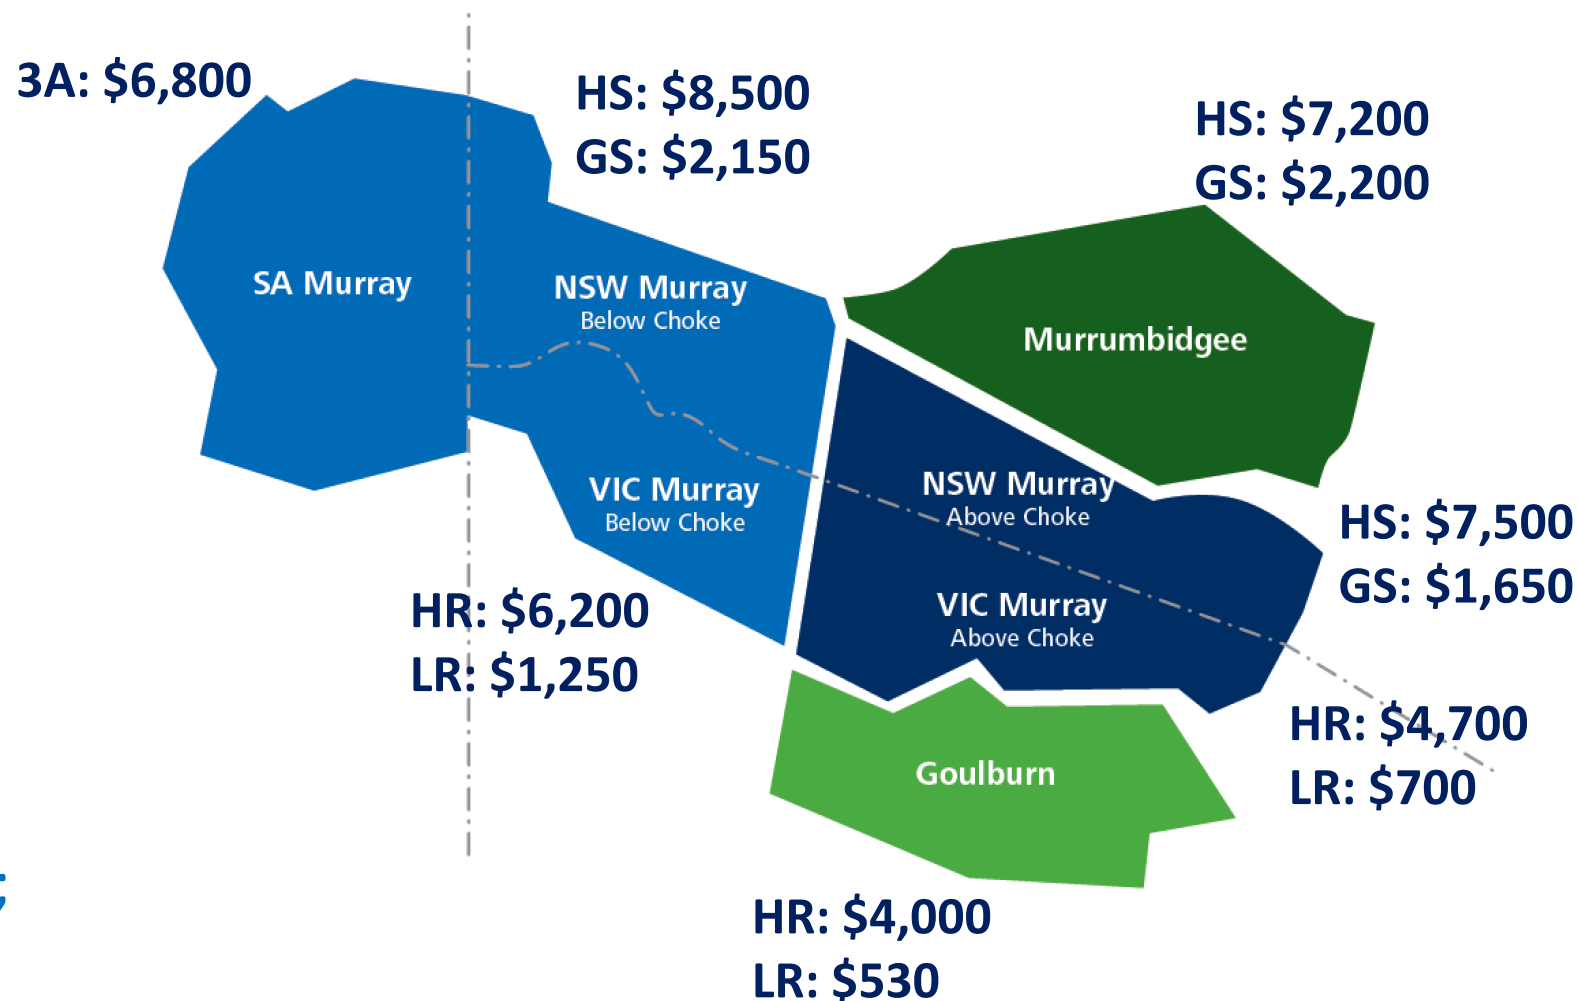 3A: $6,800
HS: $8,500
GS: $2,150
HS: $7,200
GS: $2,200
SA Murray
NSW Murray
Below Choke
Murrumbidgee
VIC Murray
Below Choke
NSW Murray
Above Choke
HS: $7,500
GS: $1,650
HR: $6,200
LR: $1,250
VIC Murray
Above Choke
HR: $4,700
LR: $700
Goulburn
HR: $4,000
LR: $530
;